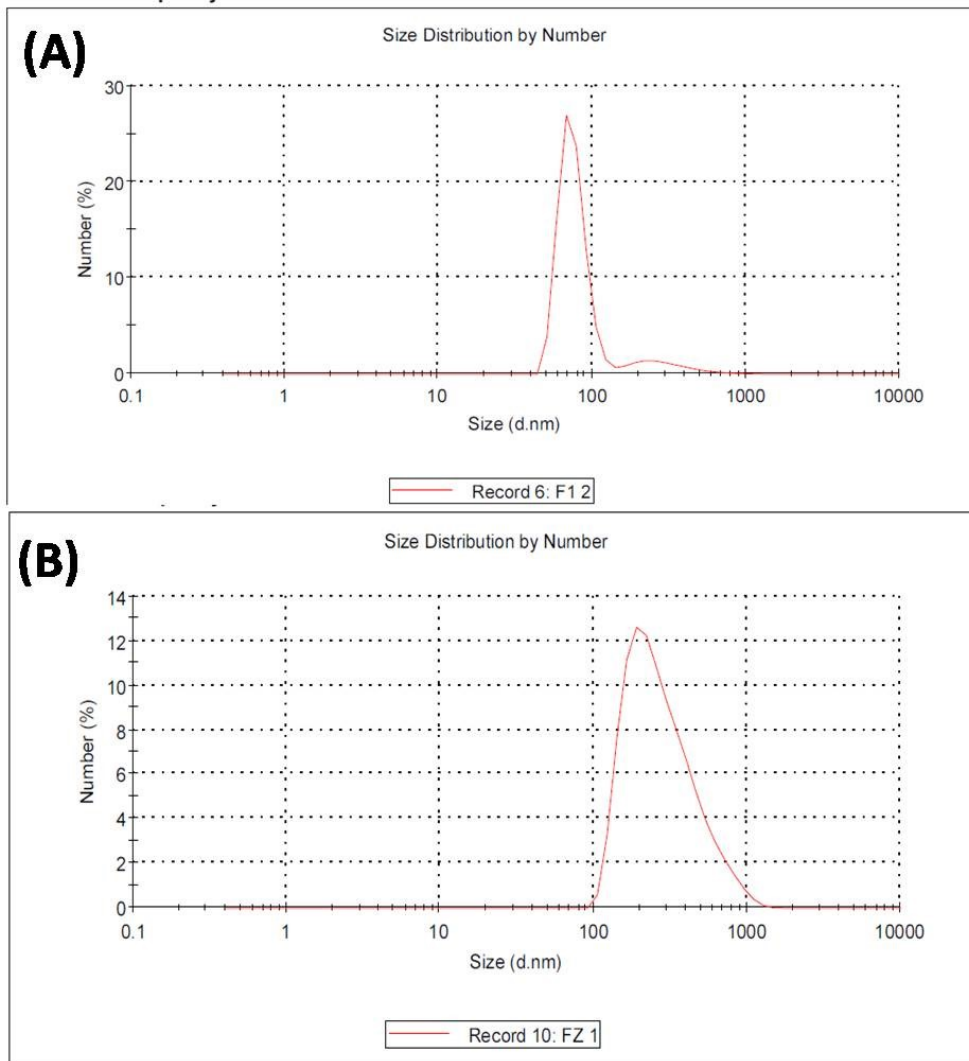 (A)
Size Distribution by Number
Number (%)
30
20
10
0
0.1 1 10 100 1000 10000
Size (d.nm)
Record 6: F1 2
(B)
Size Distribution by Number
Number (%)
14
12
10
8
6
4
2
0
0.1 1 10 100 1000 10000
Size (d.nm)
Record 10: FZ 1